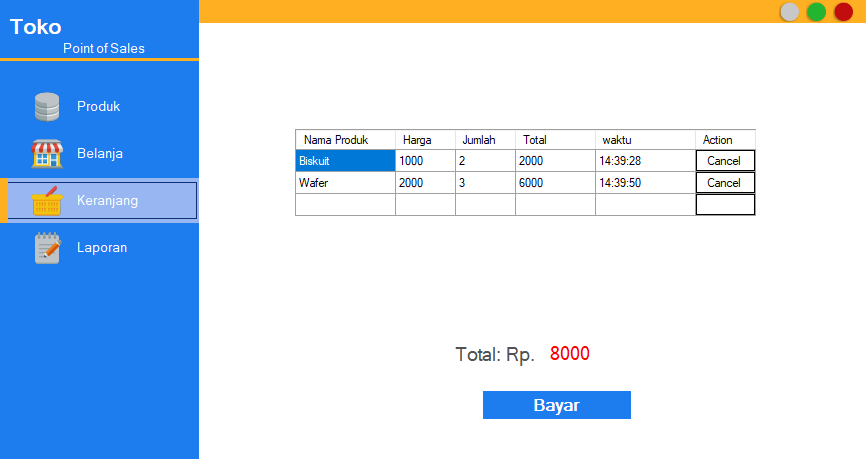 Toko
Point of Sales
Produk
Belanja
Keranjang
Laporan
Nama Produk Harga Jumlah Total waktu Action
Biskuit 1000 2 2000 14:39:28 Cancel
Wafer 2000 3 6000 14:39:50 Cancel
Total: Rp. 8000
Bayar